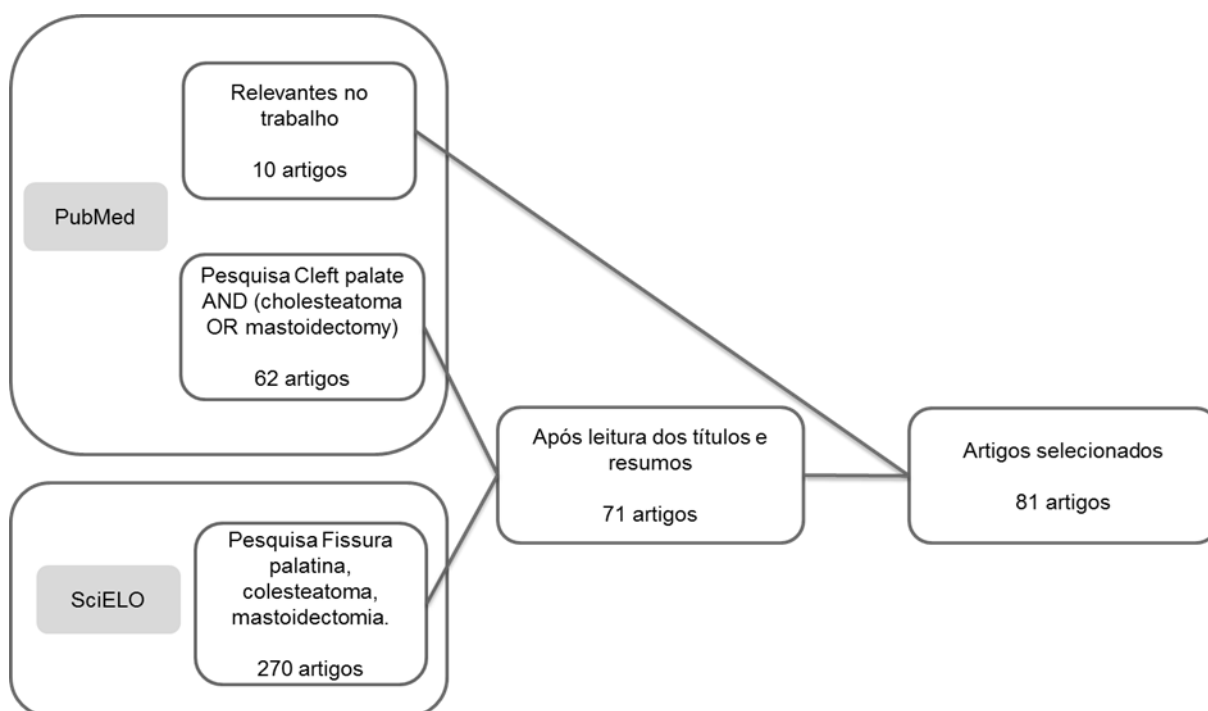 Relevantes no
trabalho
10 artigos
PubMed
Pesquisa Cleft palate
AND (cholesteatoma
OR mastoidectomy)
62 artigos
Após leitura dos títulos e
resumos
71 artigos
Artigos selecionados
81 artigos
Pesquisa Fissura
palatina,
colesteatoma,
mastoidectomia.
270 artigos
SciELO